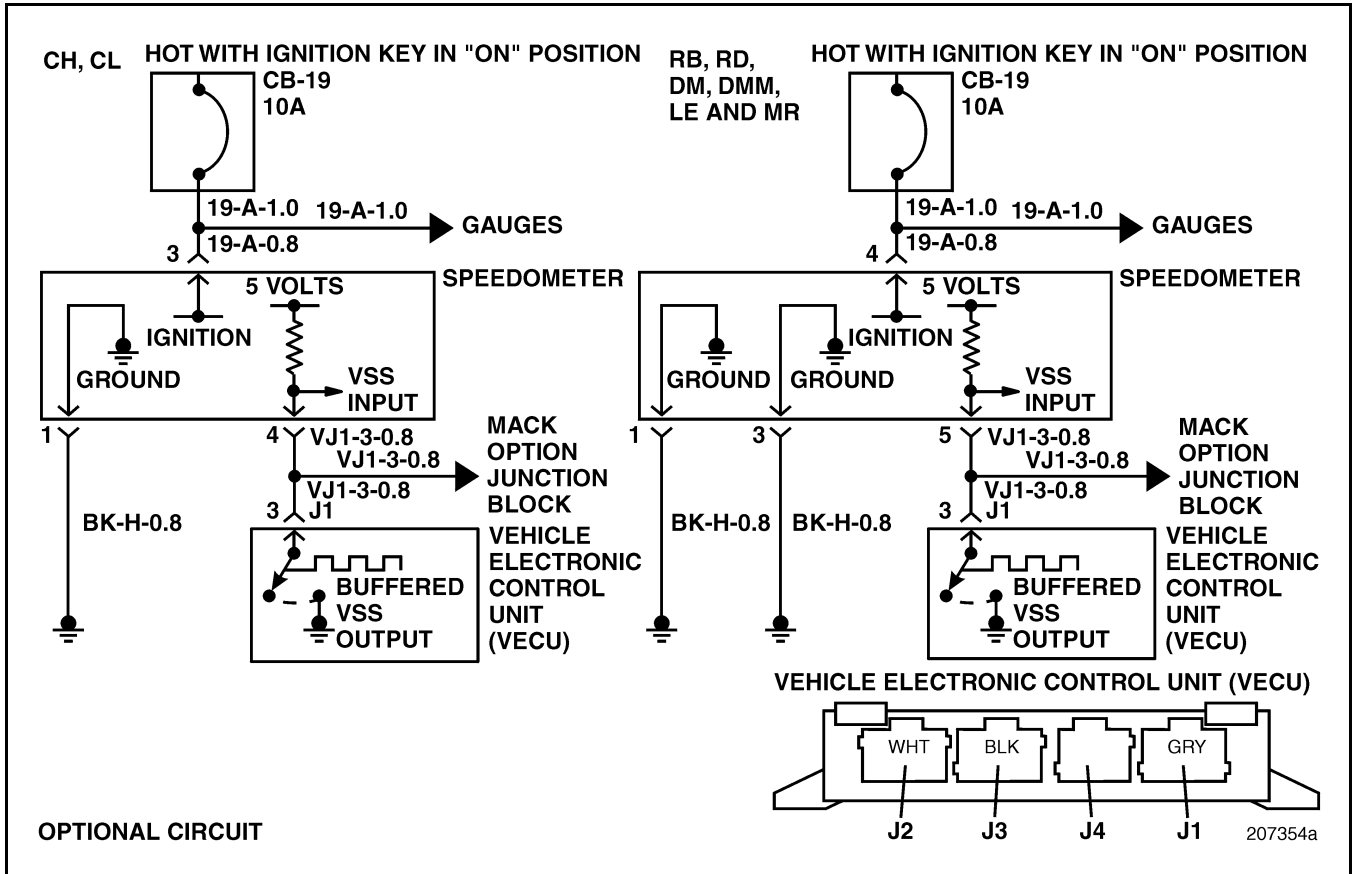 CH, CL
HOT WITH IGNITION KEY IN "ON" POSITION
CB-19
10A
19-A-1.0
19-A-1.0
GAUGES
19-A-0.8
3
SPEEDOMETER
5 VOLTS
IGNITION
GROUND
VSS
INPUT
1
4
VJ1-3-0.8
VJ1-3-0.8
VJ1-3-0.8
MACK
OPTION
JUNCTION
BLOCK
3
J1
BK-H-0.8
VEHICLE
ELECTRONIC
CONTROL
UNIT
(VECU)
BUFFERED
VSS
OUTPUT
RB, RD,
DM, DMM,
LE AND MR
HOT WITH IGNITION KEY IN "ON" POSITION
CB-19
10A
19-A-1.0
19-A-1.0
GAUGES
19-A-0.8
4
SPEEDOMETER
5 VOLTS
IGNITION
GROUND
GROUND
VSS
INPUT
1
3
5
VJ1-3-0.8
VJ1-3-0.8
VJ1-3-0.8
MACK
OPTION
JUNCTION
BLOCK
3
J1
BK-H-0.8
BK-H-0.8
VEHICLE
ELECTRONIC
CONTROL
UNIT
(VECU)
BUFFERED
VSS
OUTPUT
VEHICLE ELECTRONIC CONTROL UNIT (VECU)
WHT
BLK
GRY
J2
J3
J4
J1
OPTIONAL CIRCUIT
207354a